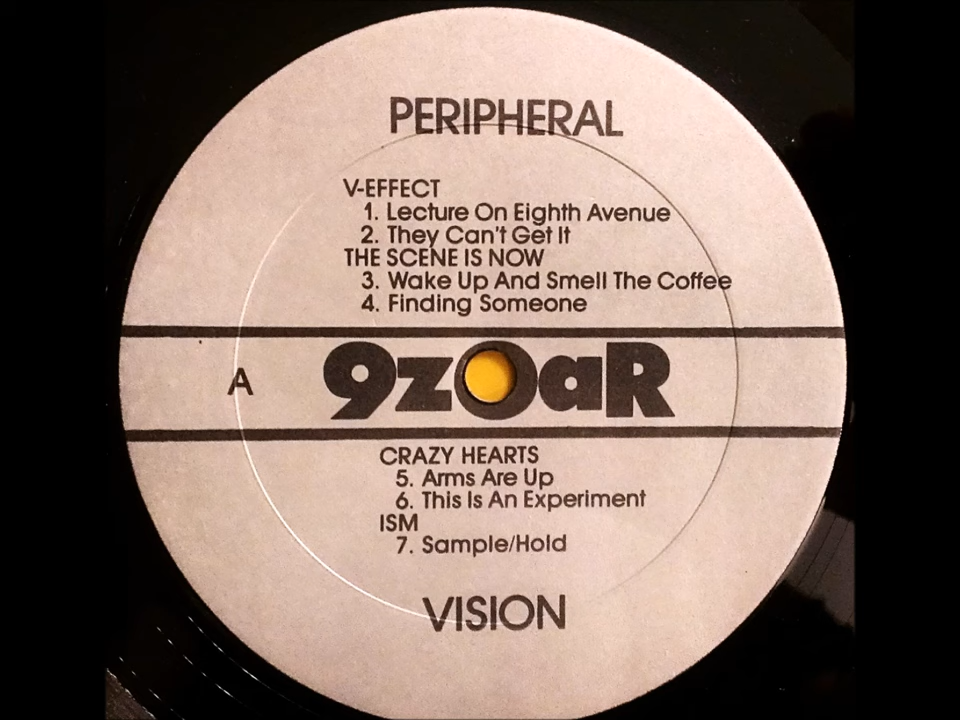 PERIPHERAL
V-EFFECT
1. Lecture On Eighth Avenue
2. They Can't Get It
THE SCENE IS NOW
3. Wake Up And Smell The Coffee
4. Finding Someone
A
9zOaR
CRAZY HEARTS
5. Arms Are Up
6. This Is An Experiment
ISM
7. Sample/Hold
VISION